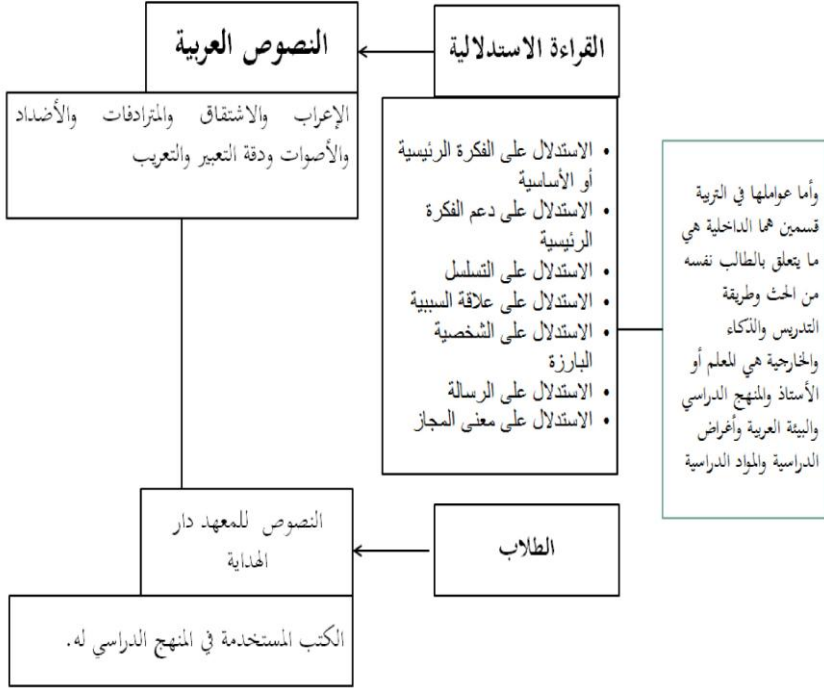 القراءة الاستدلالية
النصوص العربية
الإعراب والاشتقاق والمترادفات والأضداد
والأصوات ودقة التعبير والتعريب
• الاستدلال على الفكرة الرئيسية
أو الأساسية
• الاستدلال على دعم الفكرة
الرئيسية
• الاستدلال على التسلسل
• الاستدلال على علاقة السببية
• الاستدلال على الشخصية
البارزة
• الاستدلال على الرسالة
• الاستدلال على معنى المجاز
وأما عواملها في التربية
قسمين هما الداخلية هي
ما يتعلق بالطالب نفسه
من الحث وطريقة
التدريس والذكاء
والخارجية هي المعلم أو
الأستاذ والمنهج الدراسي
والبيئة العربية وأغراض
الدراسية والمواد الدراسية
الطلاب
النصوص للمعهد دار
الهداية
الكتب المستخدمة في المنهج الدراسي له.